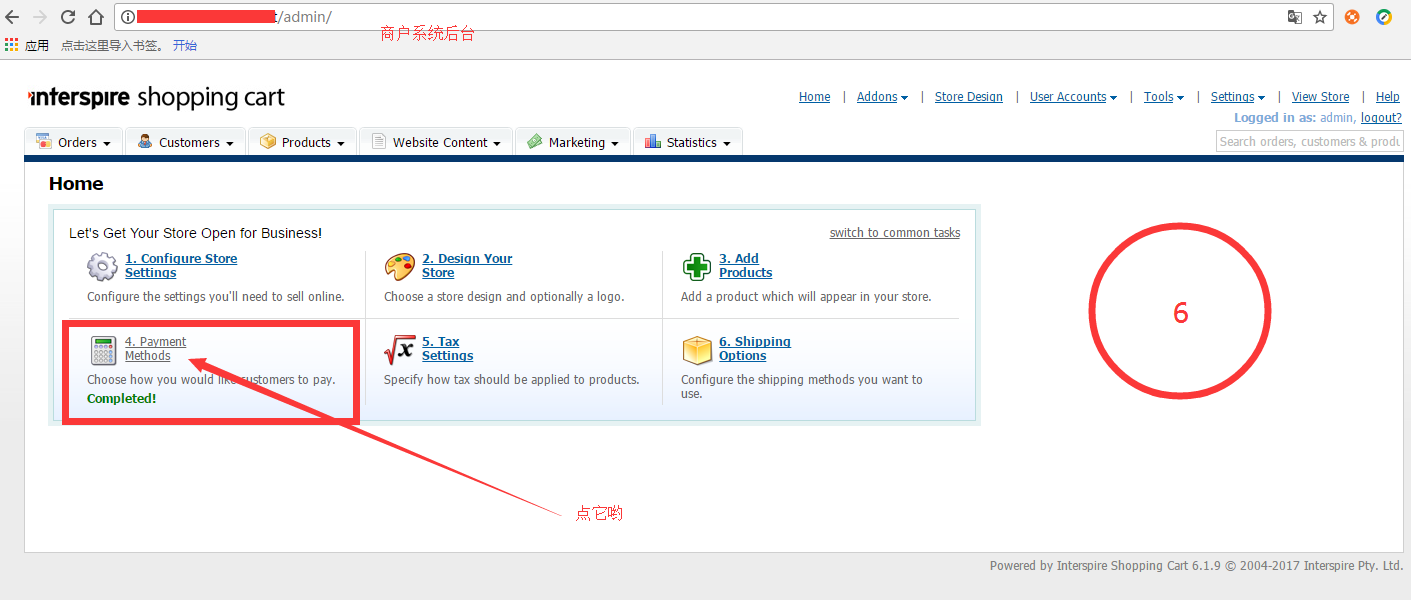 t/admin/
商户系统后台
应用 点击这里导入书签。 开始
interspire shopping cart
Home | Addons | Store Design | User Accounts | Tools | Settings | View Store | Help
Logged in as: admin, logout?
Orders Customers Products Website Content Marketing Statistics
Search orders, customers & produ
Home
Let's Get Your Store Open for Business!
switch to common tasks
1. Configure Store Settings
Configure the settings you'll need to sell online.
2. Design Your Store
Choose a store design and optionally a logo.
3. Add Products
Add a product which will appear in your store.
4. Payment Methods
Choose how you would like customers to pay.
Completed!
5. Tax Settings
Specify how tax should be applied to products.
6. Shipping Options
Configure the shipping methods you want to use.
6
点它哟
Powered by Interspire Shopping Cart 6.1.9 © 2004-2017 Interspire Pty. Ltd.